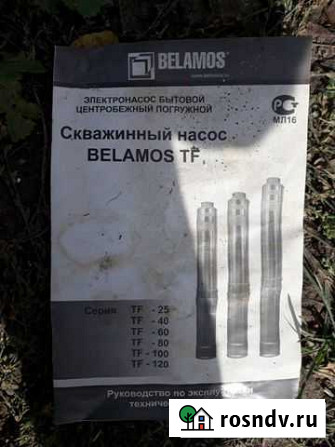 BELAMOS®
ЭЛЕКТРОНАСОС БЫТОВОЙ
ЦЕНТРОБЕЖНЫЙ ПОГРУЖНОЙ
РСТ
МЛ16
Скважинный насос
BELAMOS TF
Серия TF - 25
TF - 40
TF - 60
TF - 80
TF - 100
TF - 120
Руководство по
rosndv.ru